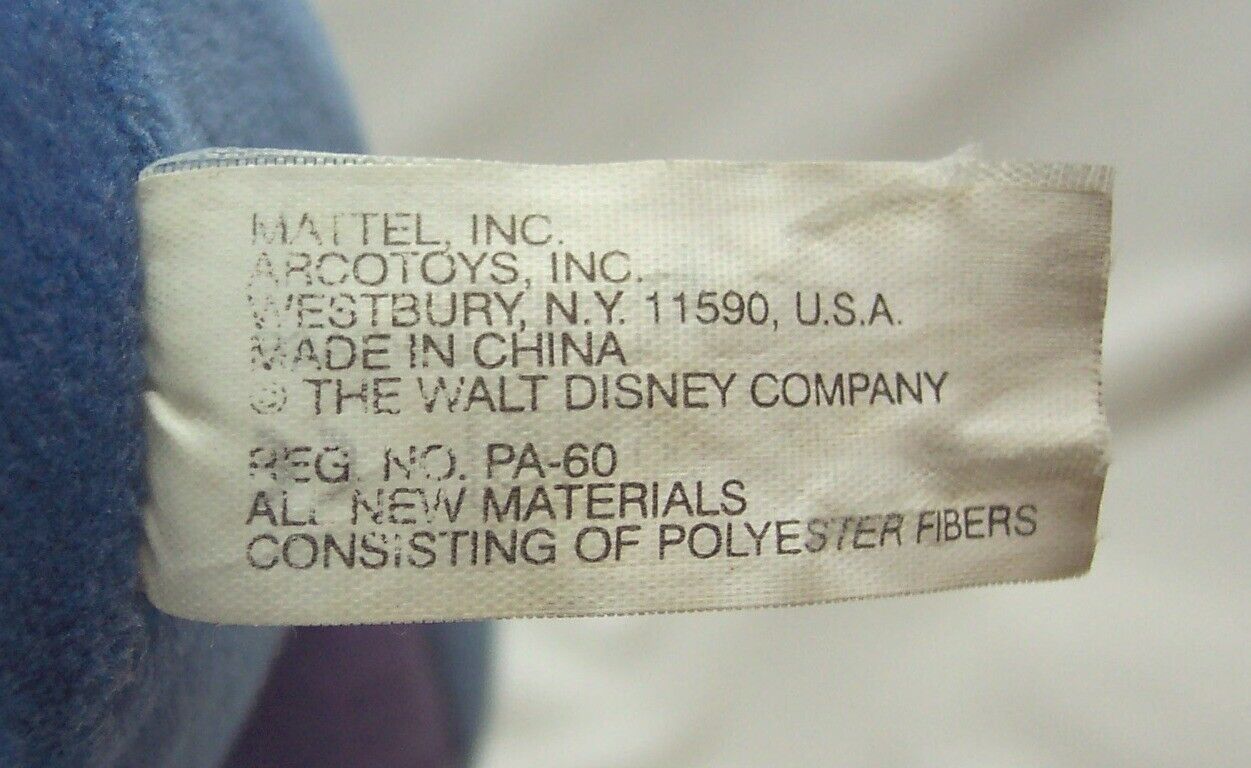 MATTEL, INC.
ARCOTOYS, INC.
WESTBURY, N.Y. 11590, U.S.A.
MADE IN CHINA
© THE WALT DISNEY COMPANY
REG. NO. PA-60
ALL NEW MATERIALS
CONSISTING OF POLYESTER FIBERS